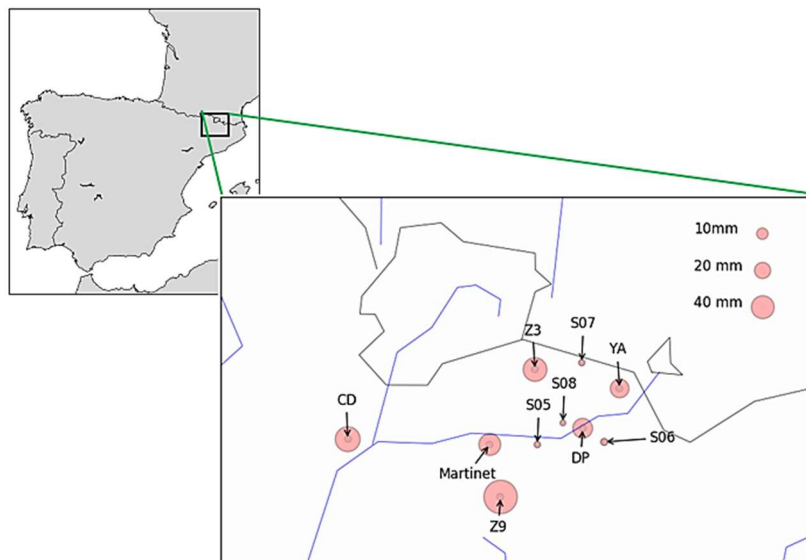 10mm
20 mm
40 mm
Z3
S07
YA
CD
S08
S05
DP
S06
Martinet
Z9